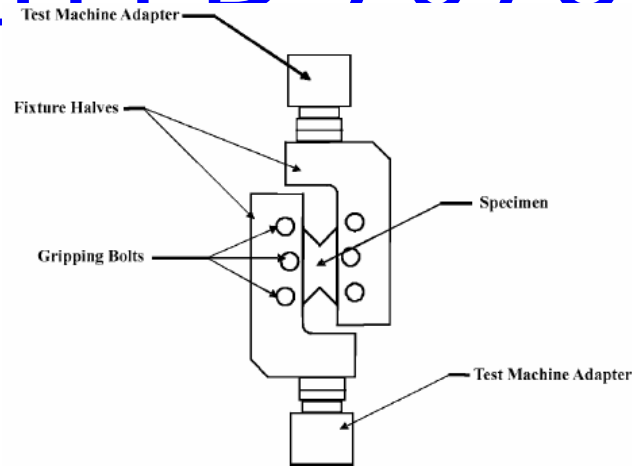 Test Machine Adapter
Fixture Halves
Specimen
Gripping Bolts
Test Machine Adapter